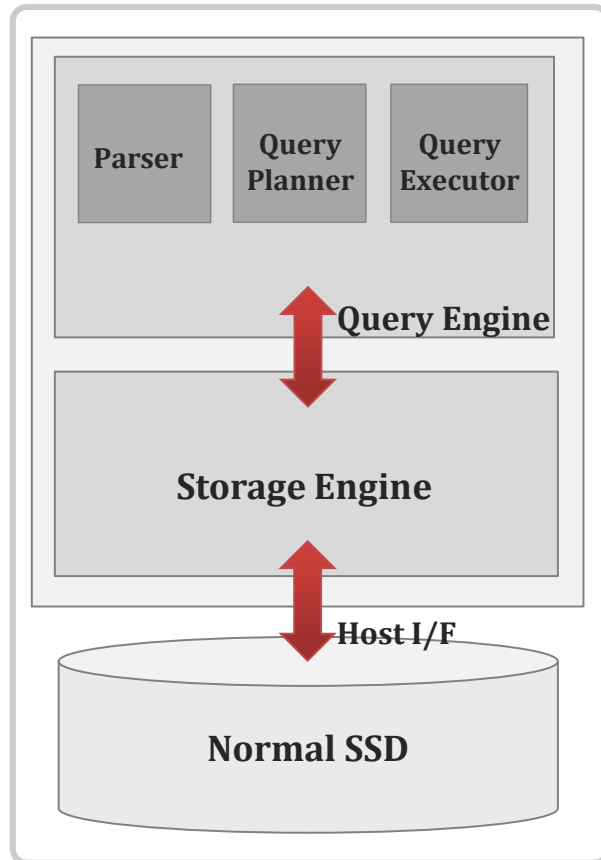 Parser
Query
Planner
Query
Executor
Query Engine
Storage Engine
Host I/F
Normal SSD